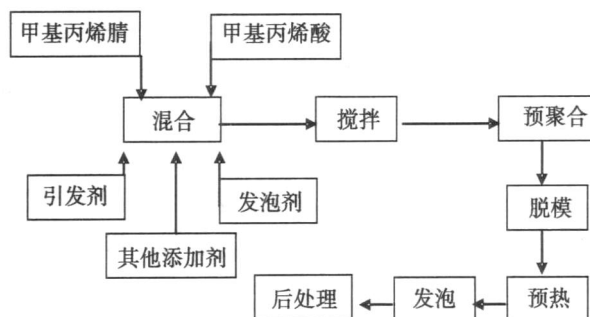 甲基丙烯腈
甲基丙烯酸
混合
搅拌
预聚合
引发剂
发泡剂
其他添加剂
脱模
后处理
发泡
预热